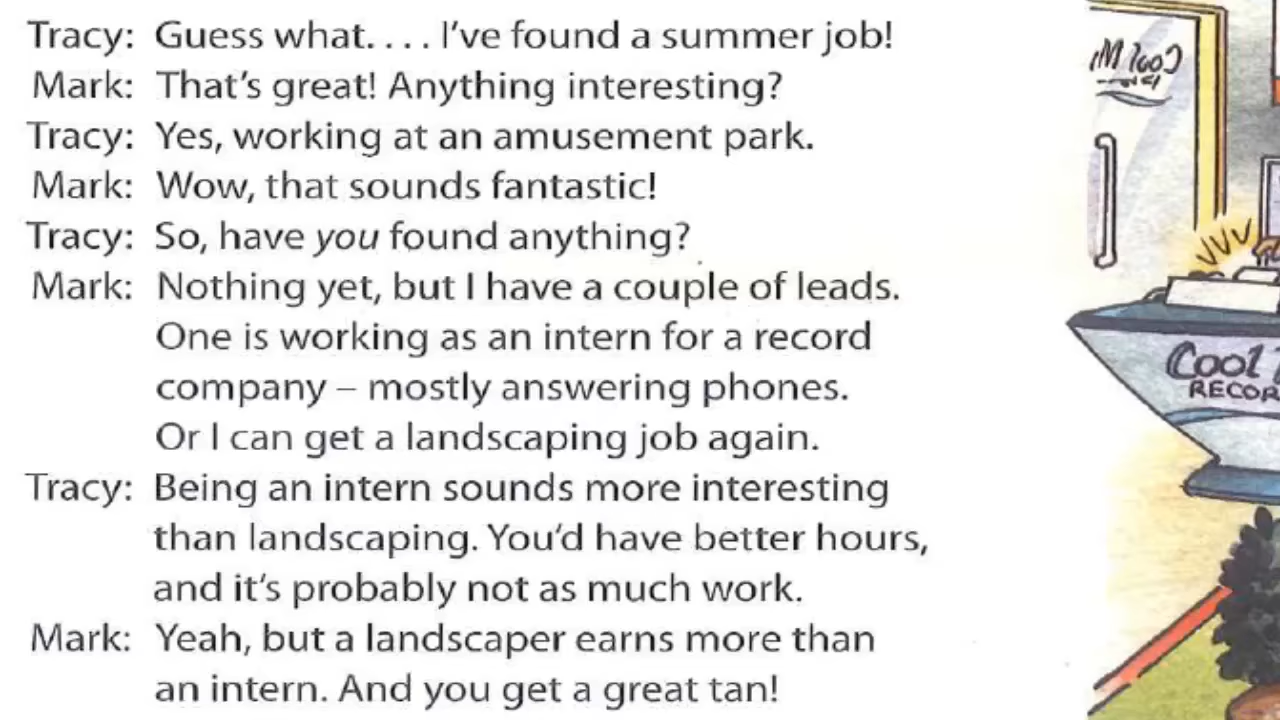 Tracy: Guess what. . . . I've found a summer job!
Mark: That's great! Anything interesting?
Tracy: Yes, working at an amusement park.
Mark: Wow, that sounds fantastic!
Tracy: So, have you found anything?
Mark: Nothing yet, but I have a couple of leads.
One is working as an intern for a record
company – mostly answering phones.
Or I can get a landscaping job again.
Tracy: Being an intern sounds more interesting
than landscaping. You'd have better hours,
and it's probably not as much work.
Mark: Yeah, but a landscaper earns more than
an intern. And you get a great tan!
Cool
RECOR